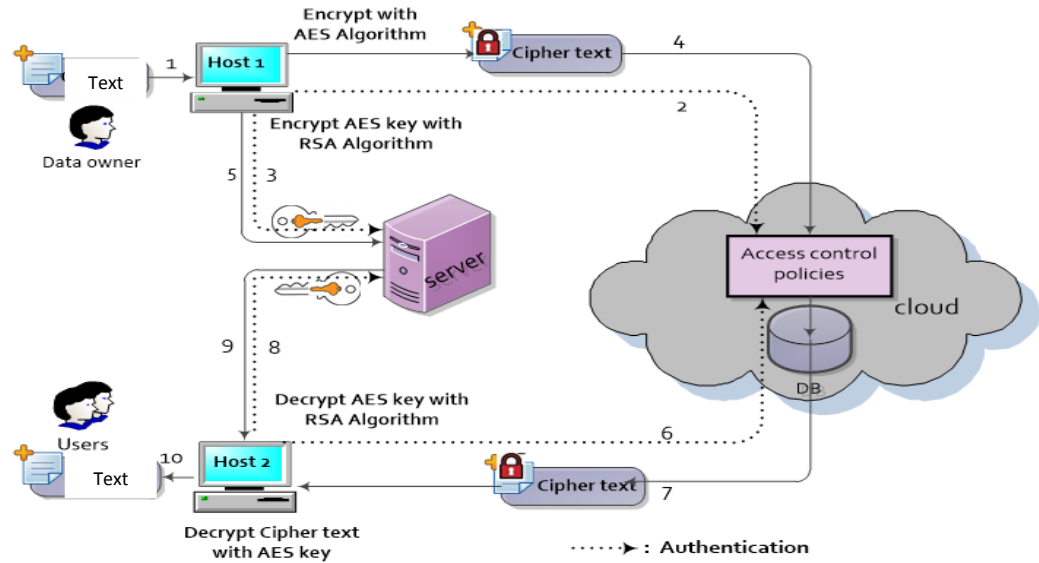 Encrypt with
AES Algorithm
Cipher text
4
Text
1
Host 1
2
Encrypt AES key with
RSA Algorithm
Data owner
5
3
server
Access control
policies
cloud
DB
9
8
Decrypt AES key with
RSA Algorithm
6
Users
Text
10
Host 2
Cipher text
7
Decrypt Cipher text
with AES key
: Authentication